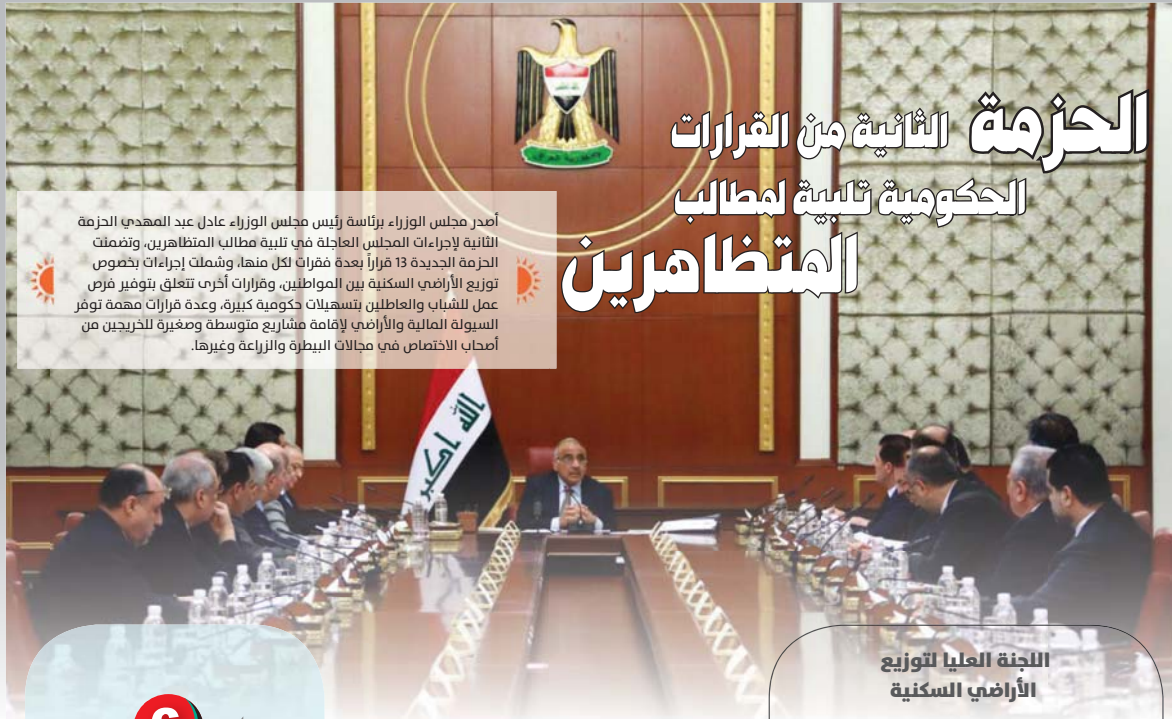 الحزمة الثانية من القرارات
الحكومية تلبية لمطالب
المتظاهرين
أصدر مجلس الوزراء برئاسة رئيس مجلس الوزراء عادل عبد المهدي الحزمة
الثانية لإجراءات المجلس العاجلة في تلبية مطالب المتظاهرين، وتضمنت
الحزمة الجديدة 13 قراراً بعدة فقرات لكل منها، وشملت إجراءات بخصوص
توزيع الأراضي السكنية بين المواطنين، وقرارات أخرى تتعلق بتوفير فرص
عمل للشباب والعاطلين بتسهيلات حكومية كبيرة، وعدة قرارات مهمة توفر
السيولة المالية والأراضي لإقامة مشاريع متوسطة وصغيرة للخريجين من
أصحاب الاختصاص في مجالات البيطرة والزراعة وغيرها.
الله اكبر
اللجنة العليا لتوزيع
الأراضي السكنية